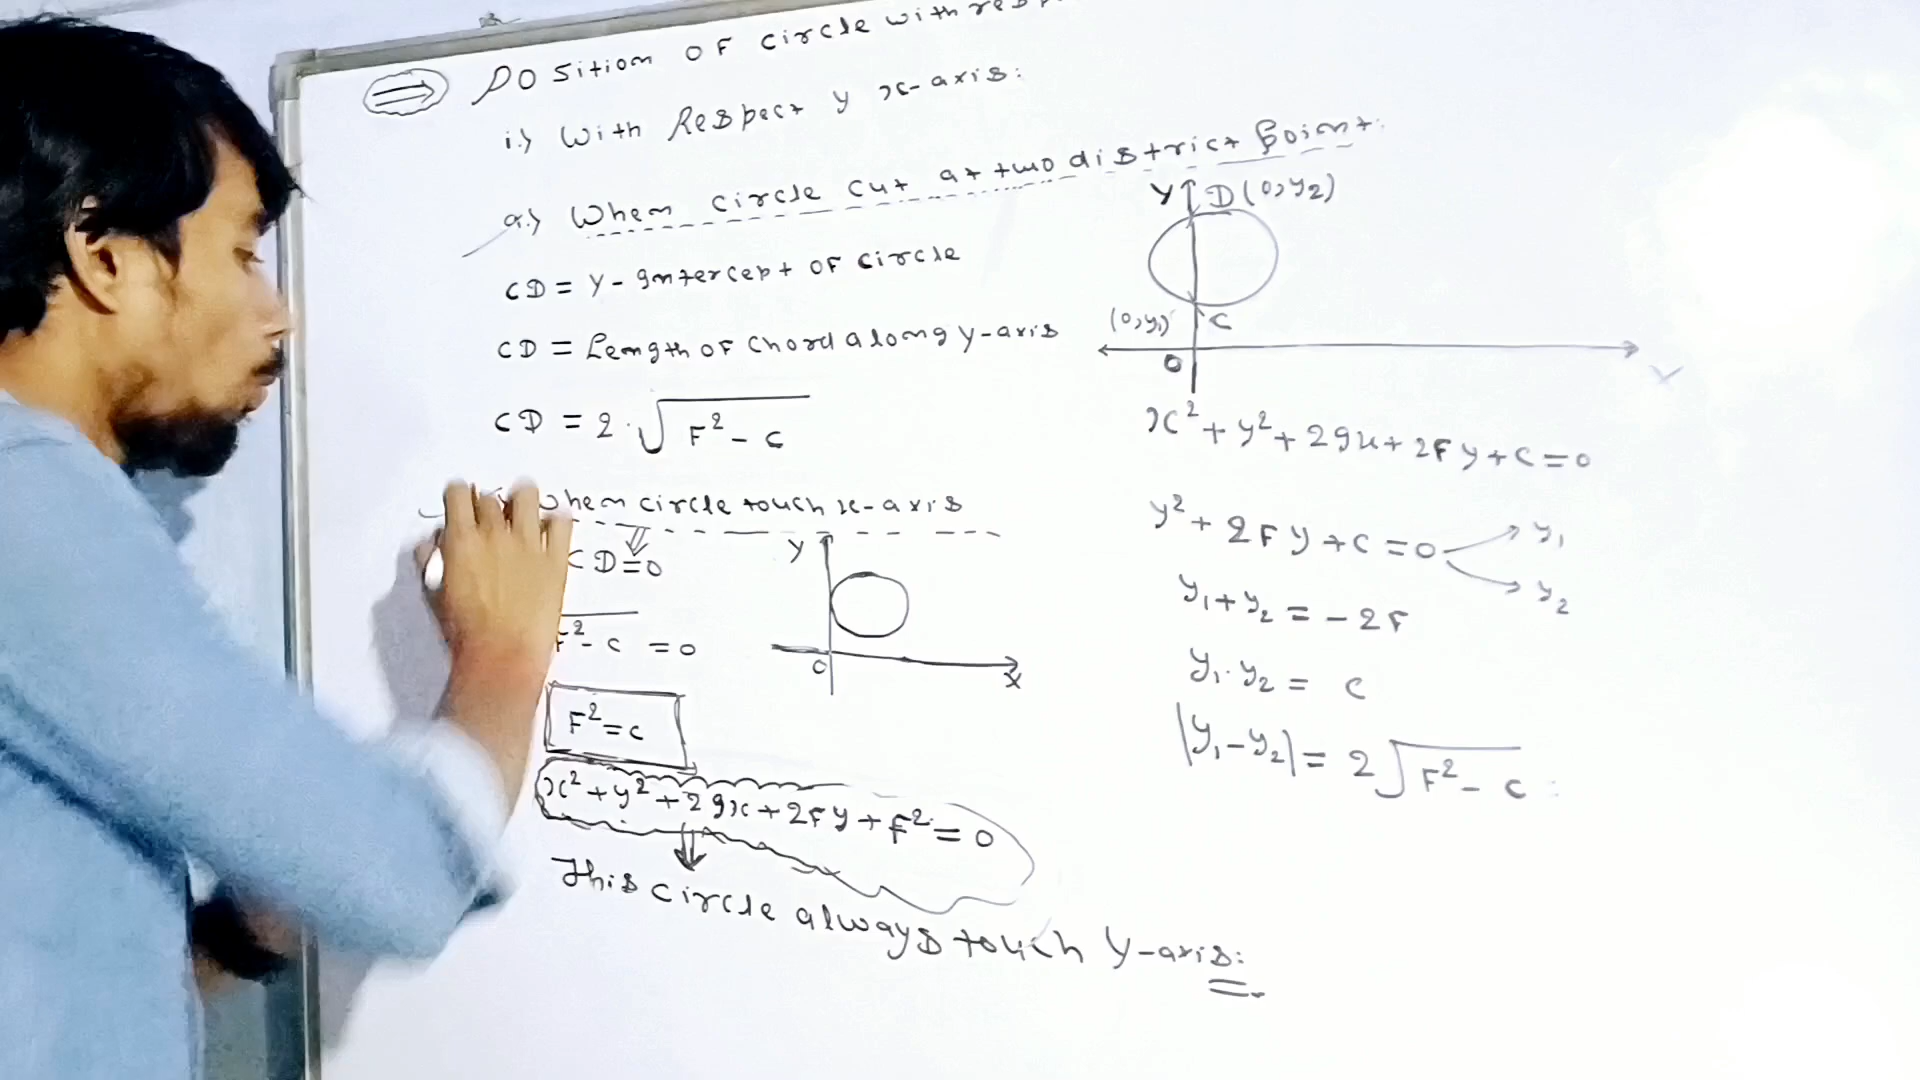 ⇒ Position of circle with
i.) With Respect y x-axis:
a.) When circle cut at two district point:
CD = y-Intercept of circle
CD = Length of chord along y-axis
CD = 2·√F²-c
When circle touch x-axis
CD=0
F²-c = 0
F²=c
x²+y²+2gx+2Fy+F²=0
This circle always touch Y-axis:
Y D(0,y₂)
(0,y₁) C
O X
x²+y²+2gx+2Fy+c=0
y²+2Fy+c=0 y₁
y₂
y₁+y₂ = -2F
y₁·y₂ = c
|y₁-y₂| = 2√F²-c
Y
O X